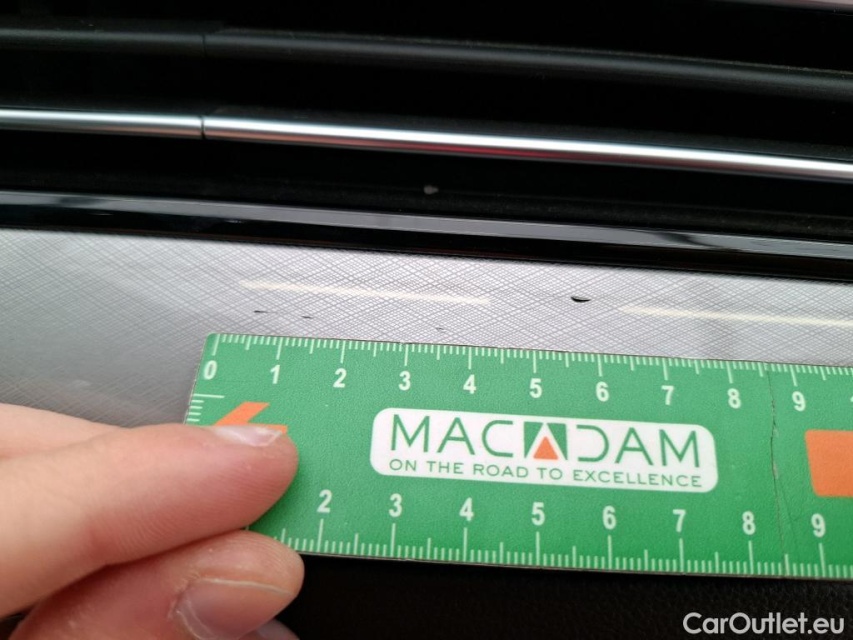 0 1 2 3 4 5 6 7 8 9
MACADAM
ON THE ROAD TO EXCELLENCE
2 3 4 5 6 7 8 9
CarOutlet.eu